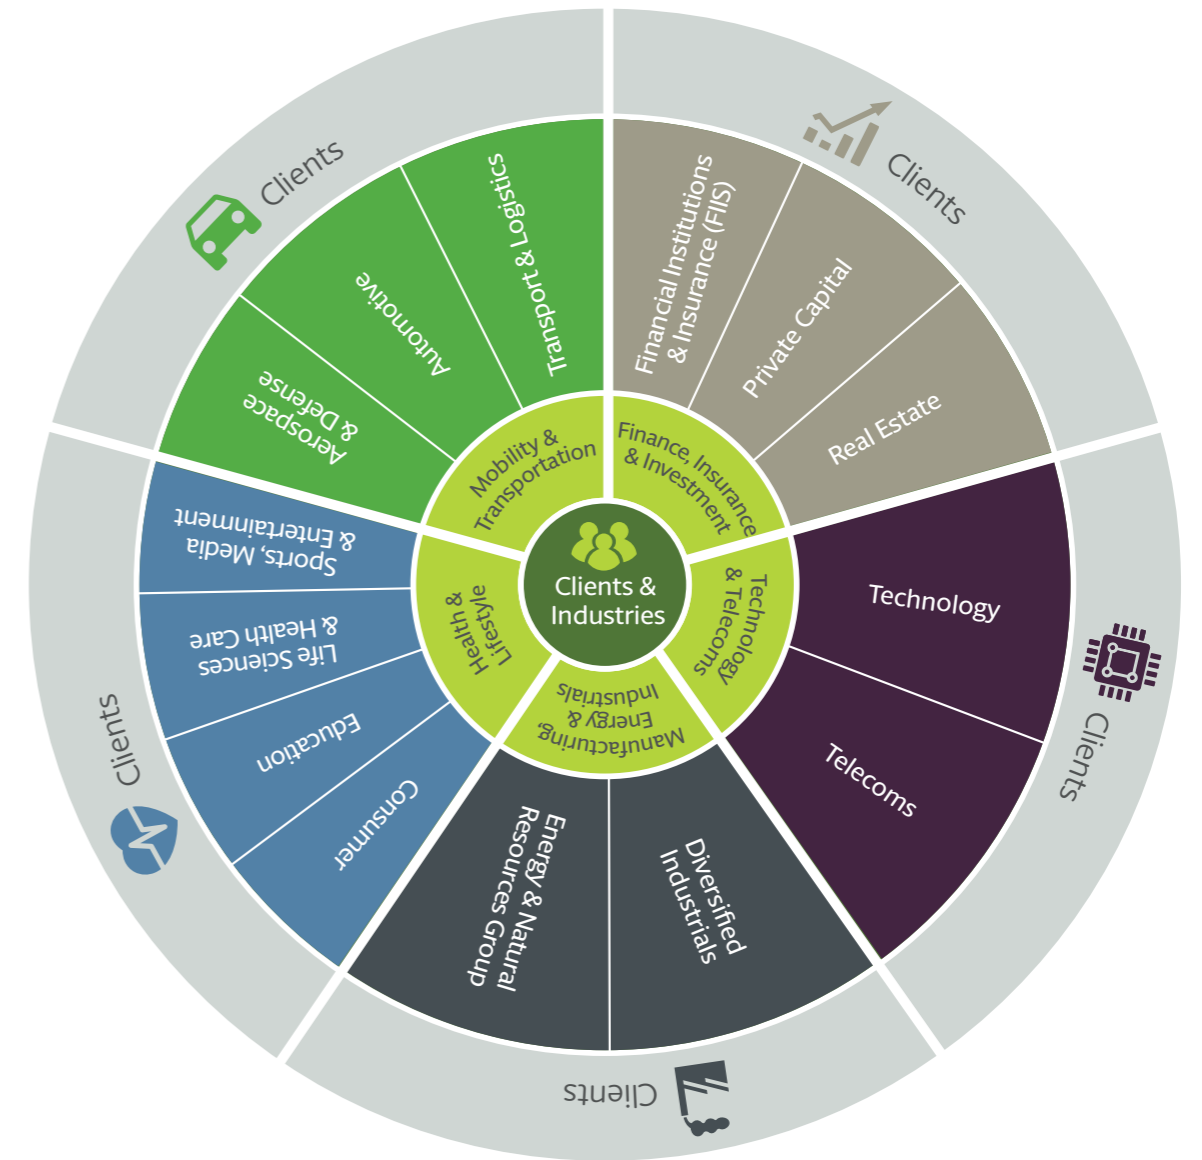 Clients &
Industries
Finance, Insurance
& Investment
Financial Institutions
& Insurance (FIIS)
Private Capital
Real Estate
Clients
Technology
& Telecoms
Technology
Telecoms
Clients
Manufacturing,
Energy &
Industrials
Diversified
Industrials
Energy & Natural
Resources Group
Clients
Health &
Lifestyle
Consumer
Education
Life Sciences
& Health Care
Sports, Media
& Entertainment
Clients
Mobility &
Transportation
Aerospace
& Defense
Automotive
Transport & Logistics
Clients